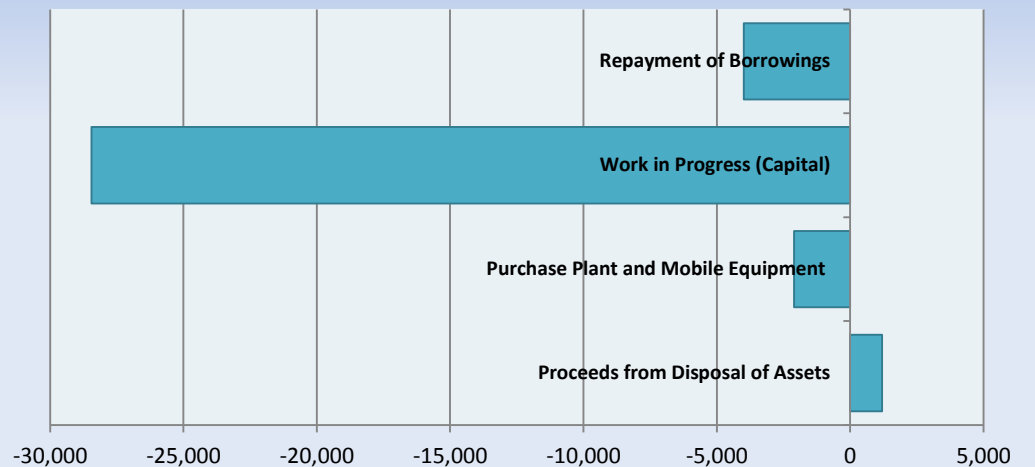 Repayment of Borrowings
Work in Progress (Capital)
Purchase Plant and Mobile Equipment
Proceeds from Disposal of Assets
-30,000 -25,000 -20,000 -15,000 -10,000 -5,000 0 5,000